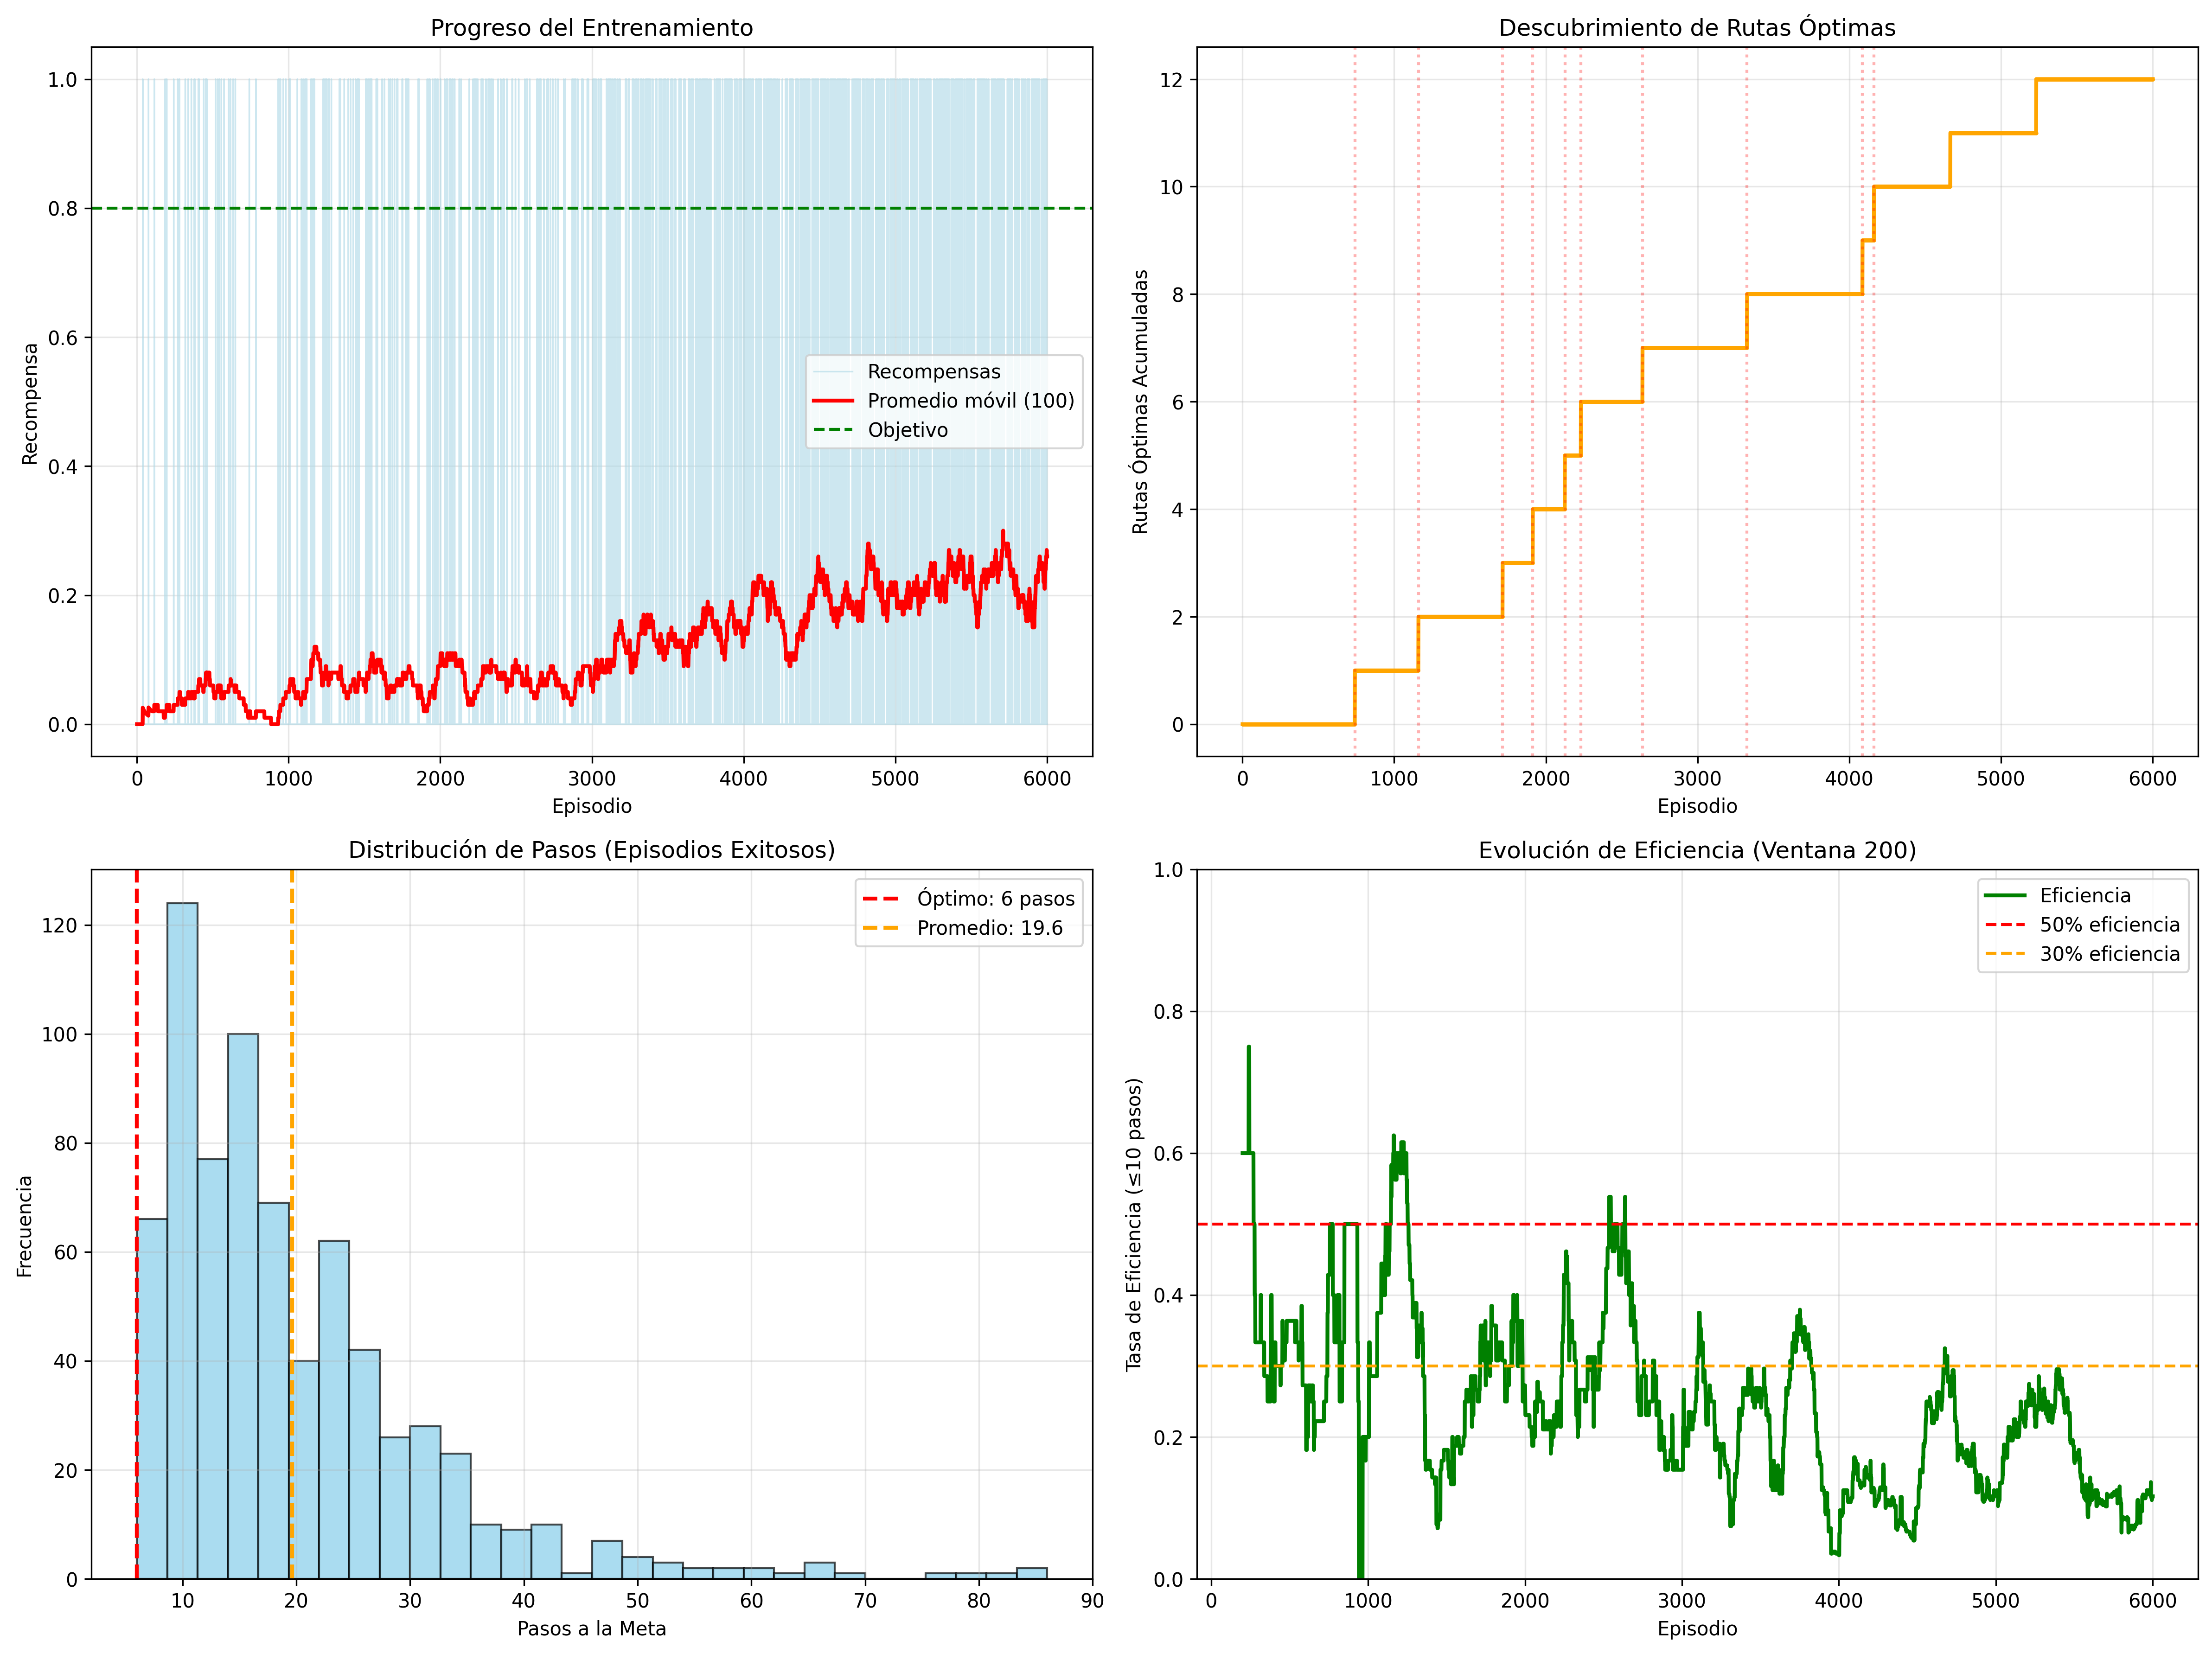 Progreso del Entrenamiento
Recompensa
1.0
0.8
0.6
0.4
0.2
0.0
Recompensas
Promedio móvil (100)
Objetivo
0 1000 2000 3000 4000 5000 6000
Episodio
Descubrimiento de Rutas Óptimas
Rutas Óptimas Acumuladas
12
10
8
6
4
2
0
0 1000 2000 3000 4000 5000 6000
Episodio
Distribución de Pasos (Episodios Exitosos)
Frecuencia
120
100
80
60
40
20
0
Óptimo: 6 pasos
Promedio: 19.6
10 20 30 40 50 60 70 80 90
Pasos a la Meta
Evolución de Eficiencia (Ventana 200)
Tasa de Eficiencia (≤10 pasos)
1.0
0.8
0.6
0.4
0.2
0.0
Eficiencia
50% eficiencia
30% eficiencia
0 1000 2000 3000 4000 5000 6000
Episodio